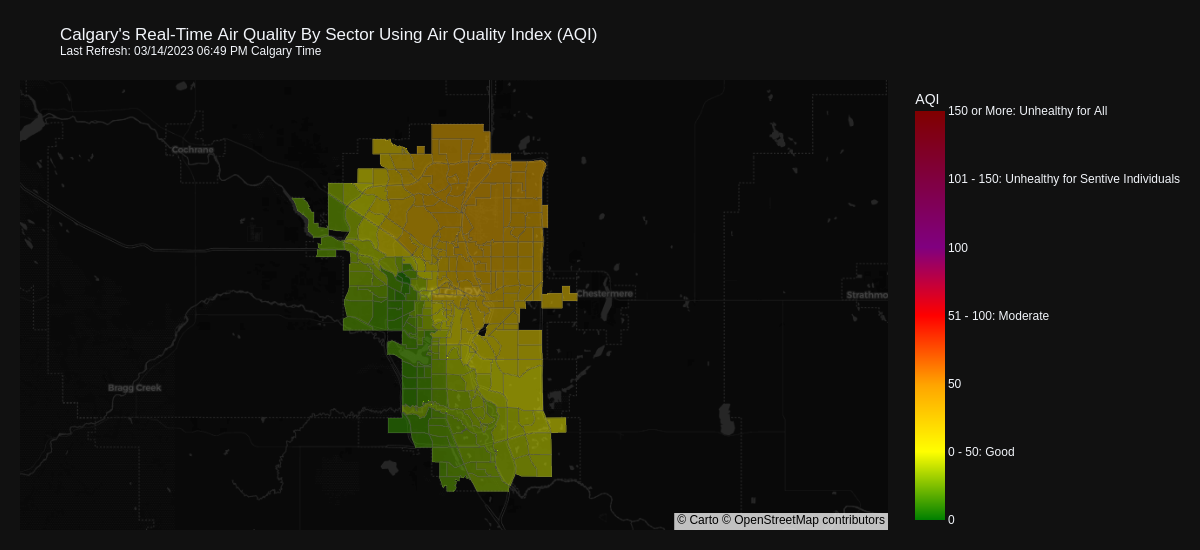 Calgary's Real-Time Air Quality By Sector Using Air Quality Index (AQI)
Last Refresh: 03/14/2023 06:49 PM Calgary Time
AQI
150 or More: Unhealthy for All
101 - 150: Unhealthy for Sentive Individuals
100
51 - 100: Moderate
50
0 - 50: Good
0
Cochrane
CALGARY
Chestermere
Strathmo
Bragg Creek
© Carto © OpenStreetMap contributors